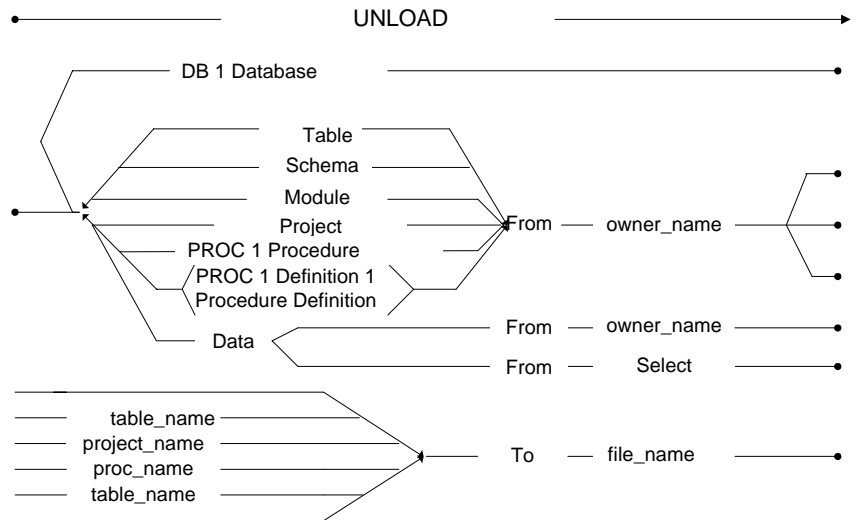 UNLOAD
DB 1 Database
Table
Schema
Module
Project
PROC 1 Procedure
PROC 1 Definition 1
Procedure Definition
From owner_name
Data
From owner_name
From Select
table_name
project_name
proc_name
table_name
To file_name